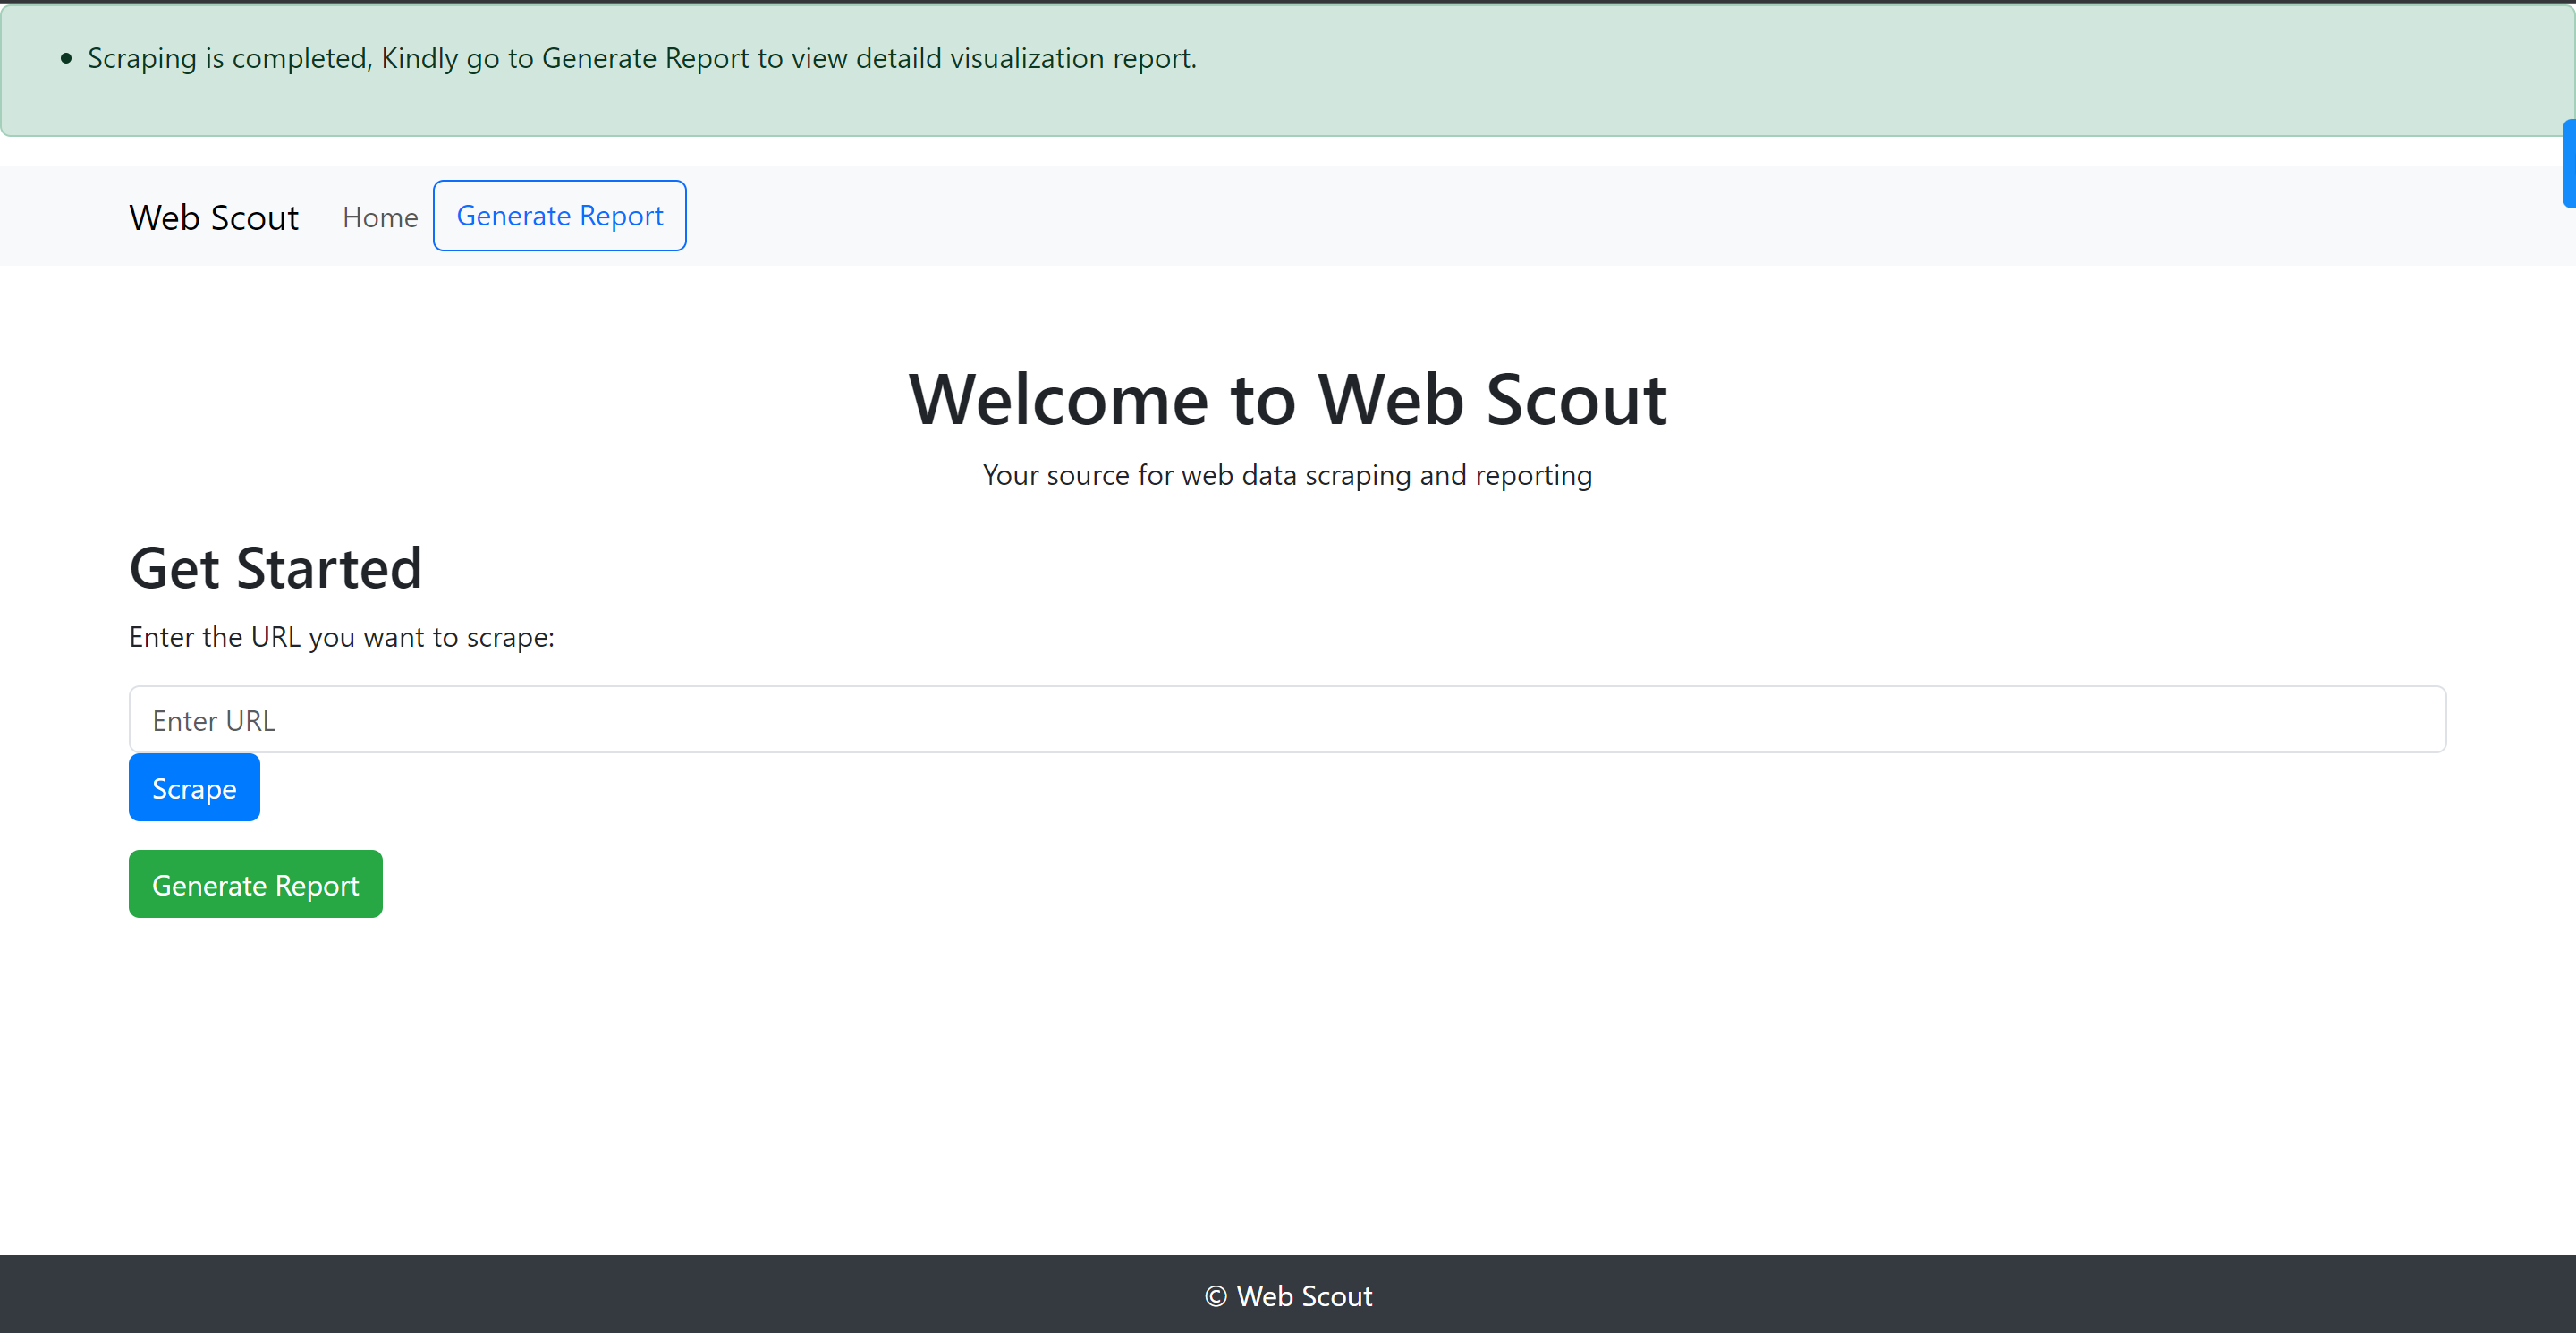 Scraping is completed, Kindly go to Generate Report to view detaild visualization report.
Web Scout Home Generate Report
Welcome to Web Scout
Your source for web data scraping and reporting
Get Started
Enter the URL you want to scrape:
Enter URL
Scrape
Generate Report
© Web Scout